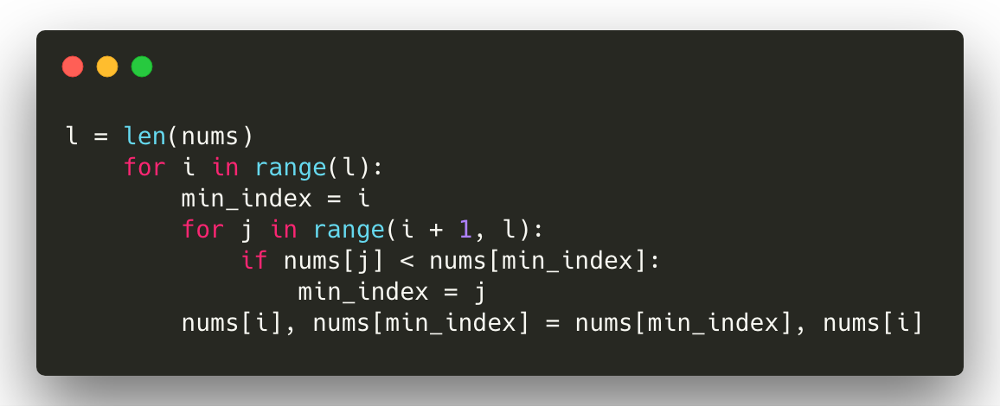 l = len(nums)
    for i in range(l):
        min_index = i
        for j in range(i + 1, l):
            if nums[j] < nums[min_index]:
                min_index = j
        nums[i], nums[min_index] = nums[min_index], nums[i]